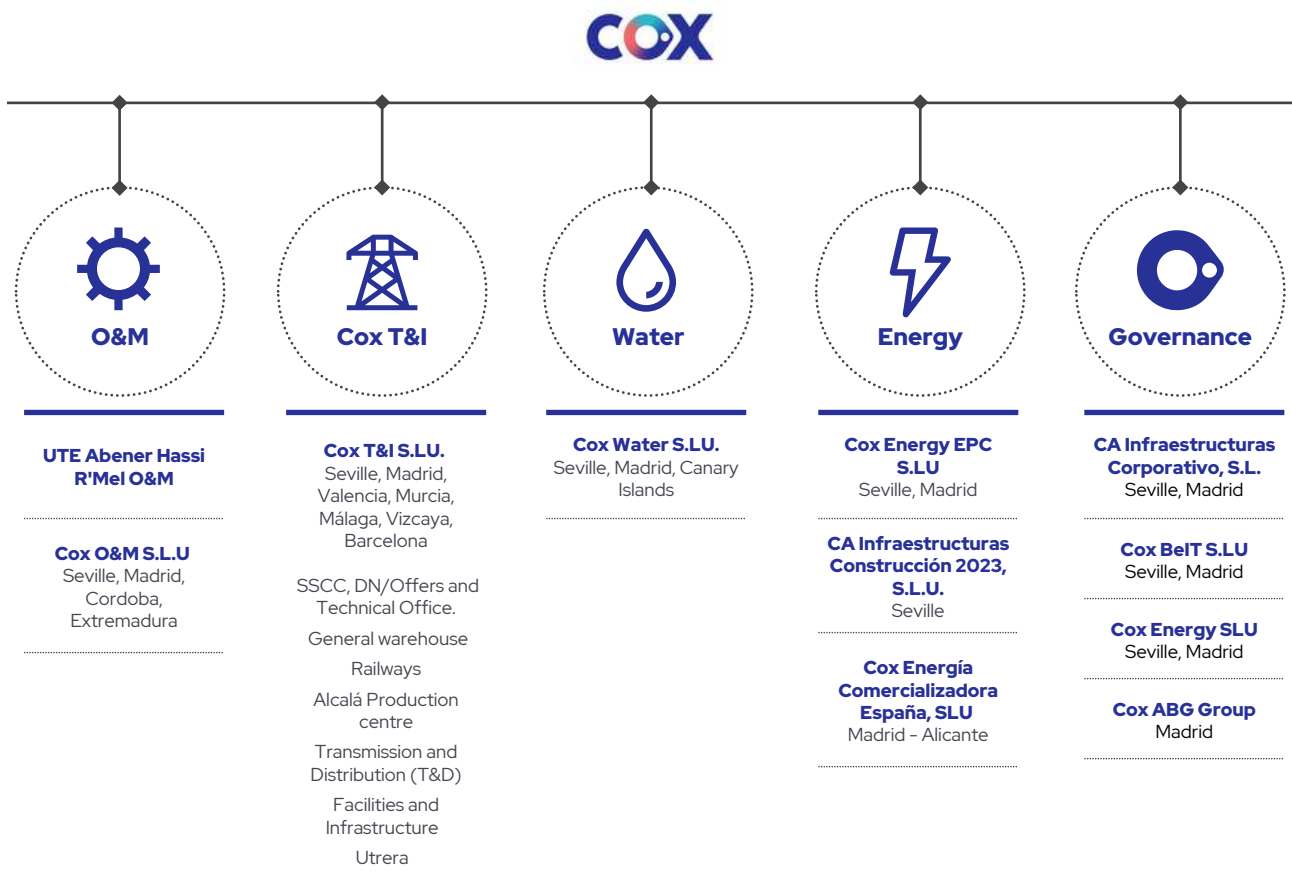 COX
O&M
UTE Abener Hassi
R'Mel O&M
Cox O&M S.L.U
Seville, Madrid,
Cordoba,
Extremadura
Cox T&I
Cox T&I S.LU.
Seville, Madrid,
Valencia, Murcia,
Málaga, Vizcaya,
Barcelona
SSCC, DN/Offers and
Technical Office.
General warehouse
Railways
Alcalá Production
centre
Transmission and
Distribution (T&D)
Facilities and
Infrastructure
Utrera
Water
Cox Water S.LU.
Seville, Madrid, Canary
Islands
Energy
Cox Energy EPC
S.LU
Seville, Madrid
CA Infraestructuras
Construcción 2023,
S.L.U.
Seville
Cox Energía
Comercializadora
España, SLU
Madrid - Alicante
Governance
CA Infraestructuras
Corporativo, S.L.
Seville, Madrid
Cox BeIT S.LU
Seville, Madrid
Cox Energy SLU
Seville, Madrid
Cox ABG Group
Madrid